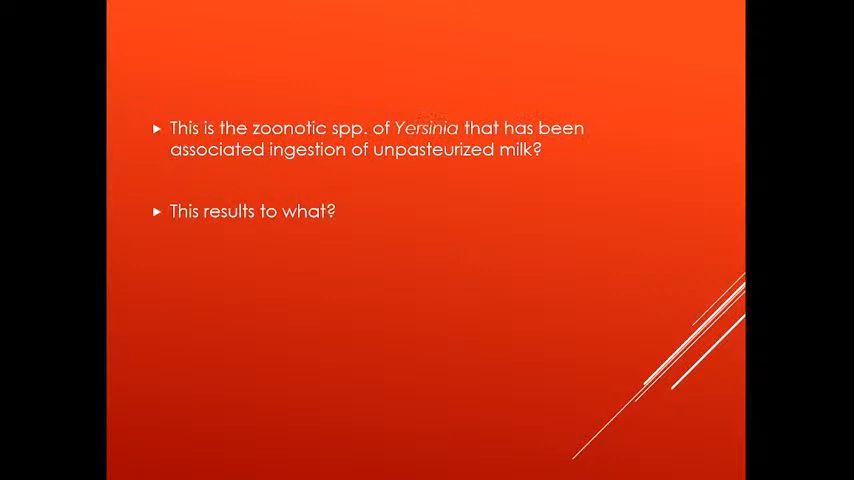 This is the zoonotic spp. of Yersinia that has been
associated ingestion of unpasteurized milk?
This results to what?